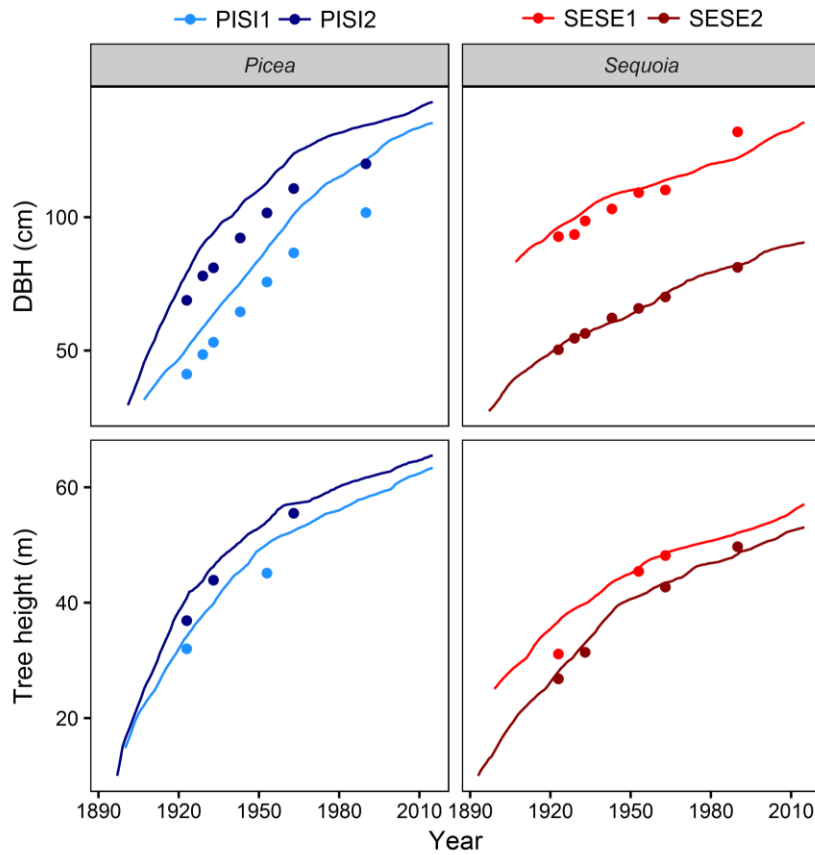 PISI1 PISI2 SESE1 SESE2
Picea Sequoia
DBH (cm)
100
50
Tree height (m)
60
40
20
1890 1920 1950 1980 2010 1890 1920 1950 1980 2010
Year